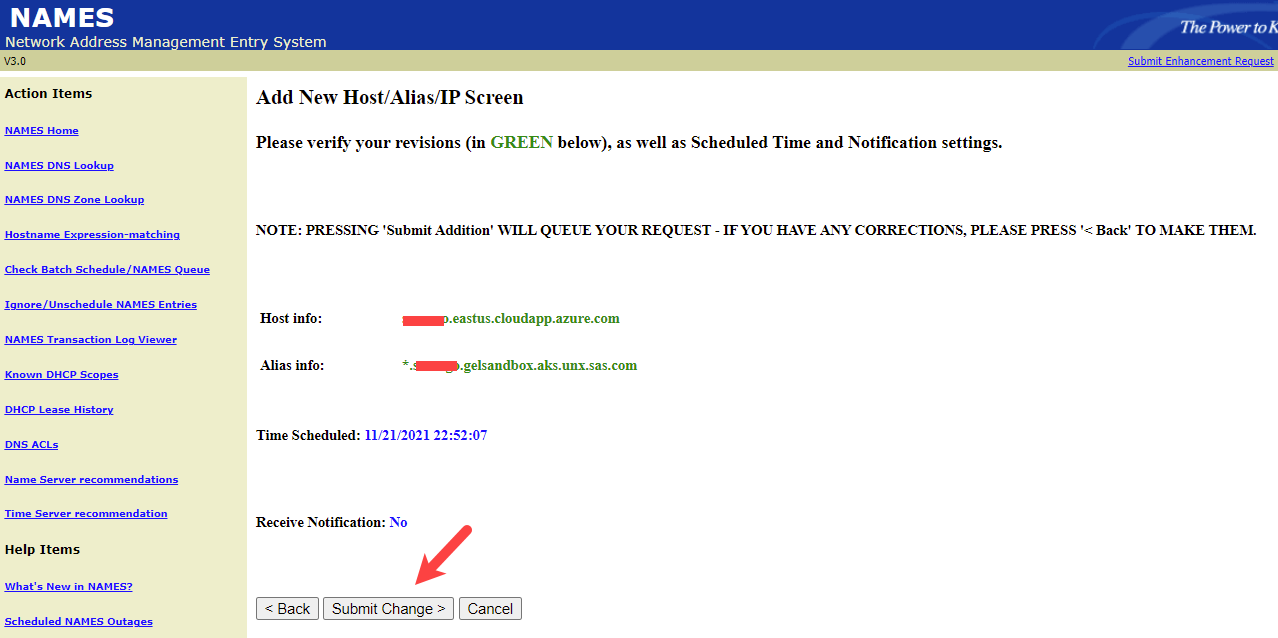 NAMES
Network Address Management Entry System
The Power to K
V3.0
Submit Enhancement Request
Action Items
NAMES Home
NAMES DNS Lookup
NAMES DNS Zone Lookup
Hostname Expression-matching
Check Batch Schedule/NAMES Queue
Ignore/Unschedule NAMES Entries
NAMES Transaction Log Viewer
Known DHCP Scopes
DHCP Lease History
DNS ACLs
Name Server recommendations
Time Server recommendation
Help Items
What's New in NAMES?
Scheduled NAMES Outages
Add New Host/Alias/IP Screen
Please verify your revisions (in GREEN below), as well as Scheduled Time and Notification settings.
NOTE: PRESSING 'Submit Addition' WILL QUEUE YOUR REQUEST - IF YOU HAVE ANY CORRECTIONS, PLEASE PRESS '< Back' TO MAKE THEM.
Host info: .eastus.cloudapp.azure.com
Alias info: *. .gelsandbox.aks.unx.sas.com
Time Scheduled: 11/21/2021 22:52:07
Receive Notification: No
< Back Submit Change > Cancel